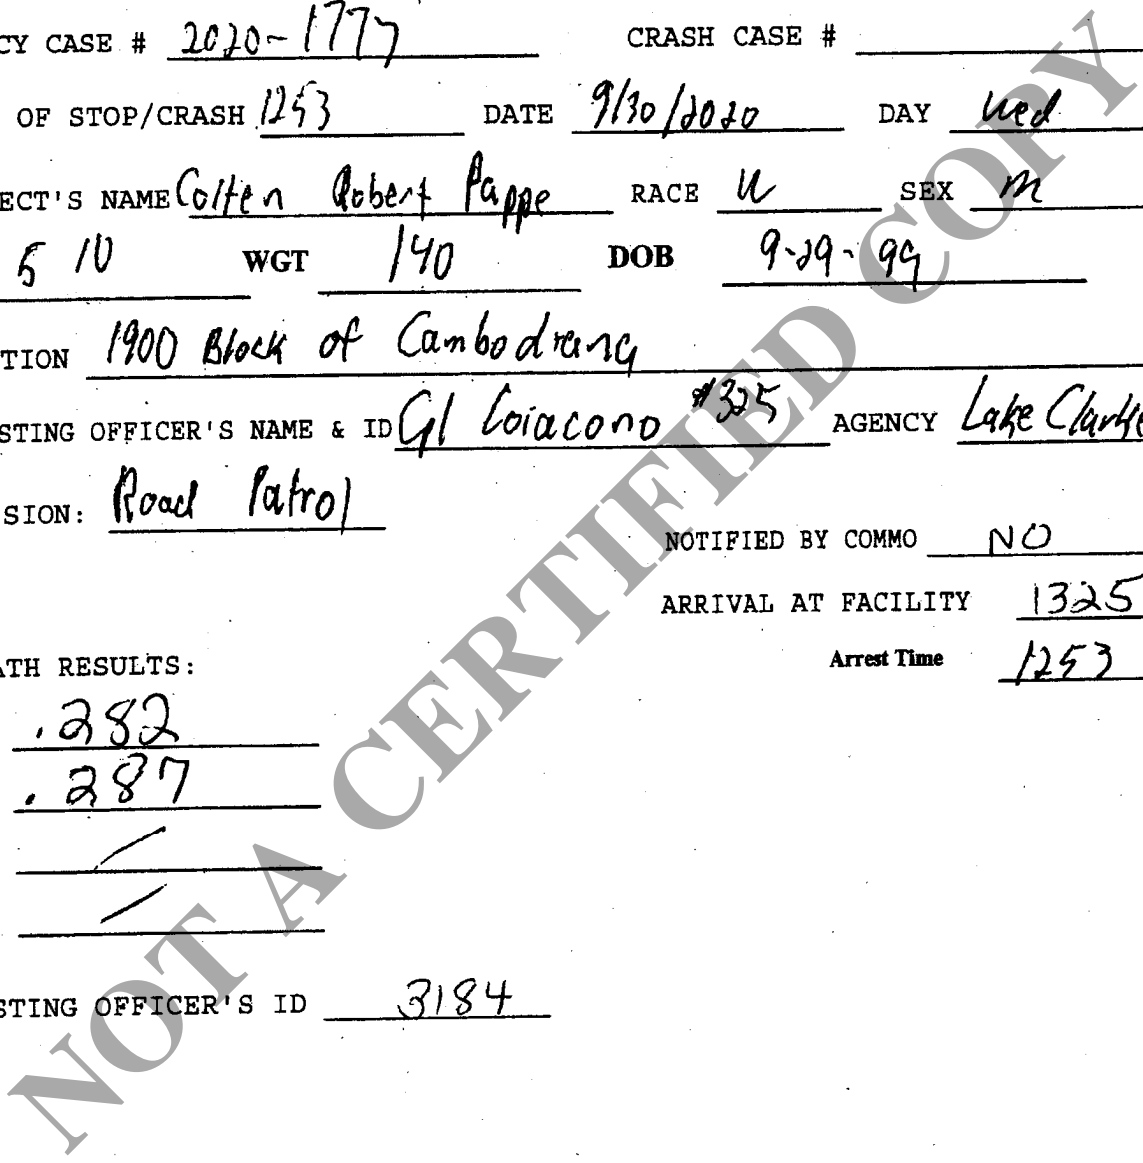 CY CASE # 2020-1777 CRASH CASE #
OF STOP/CRASH 1253 DATE 9/30/2020 DAY wed
ECT'S NAME Colten Robert Pappe RACE W SEX M
5 10 WGT 140 DOB 9-29-99
TION 1900 Block of
STING OFFICER'S NAME & ID Loiacono #325 AGENCY Lake Clarke
SION: Road Patrol
NOTIFIED BY COMMO NO
ARRIVAL AT FACILITY 1325
Arrest Time 1253
ATH RESULTS:
.282
.287
/
/
STING OFFICER'S ID 3184
NOT A CERTIFIED COPY